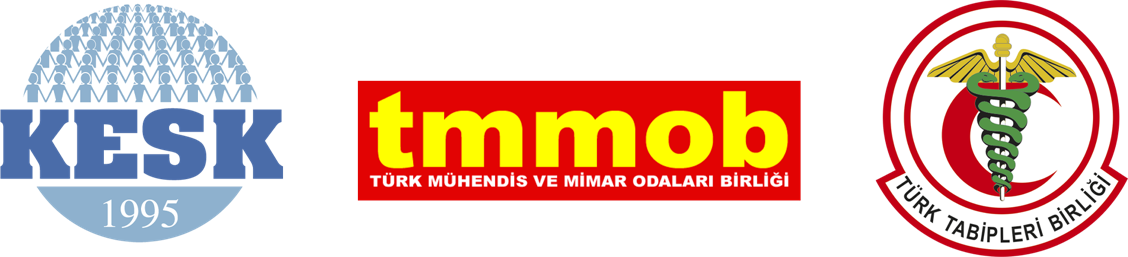 KESK
1995
tmmob
TÜRK MÜHENDİS VE MİMAR ODALARI BİRLİĞİ
TÜRK TABİPLERİ BİRLİĞİ